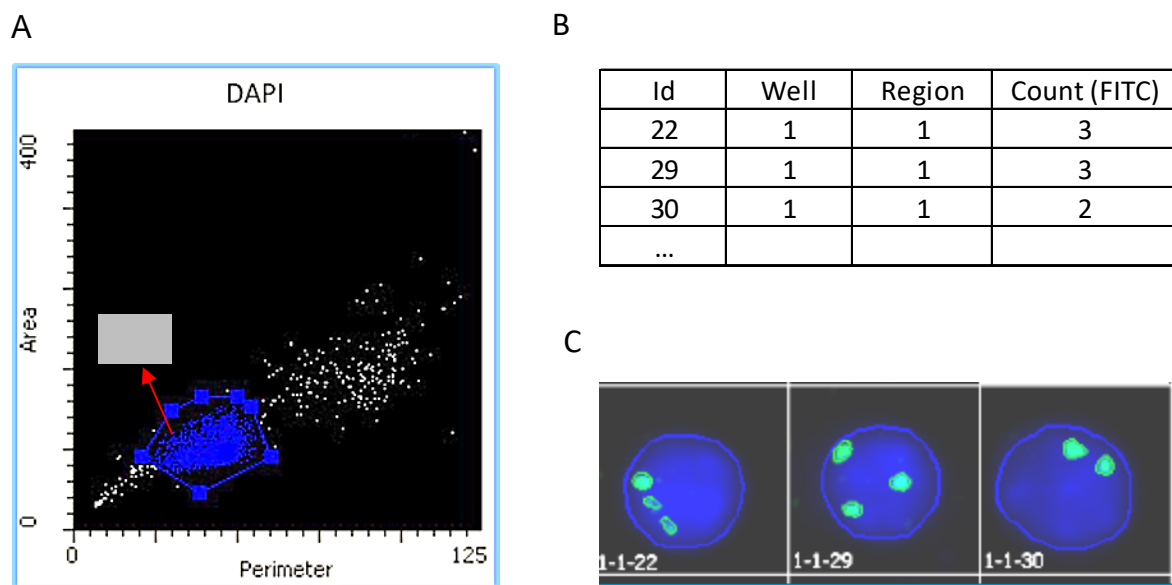 A
DAPI
400
Area
0
0
125
Perimeter
B
Id Well Region Count (FITC)
22 1 1 3
29 1 1 3
30 1 1 2
...
C
1-1-22 1-1-29 1-1-30